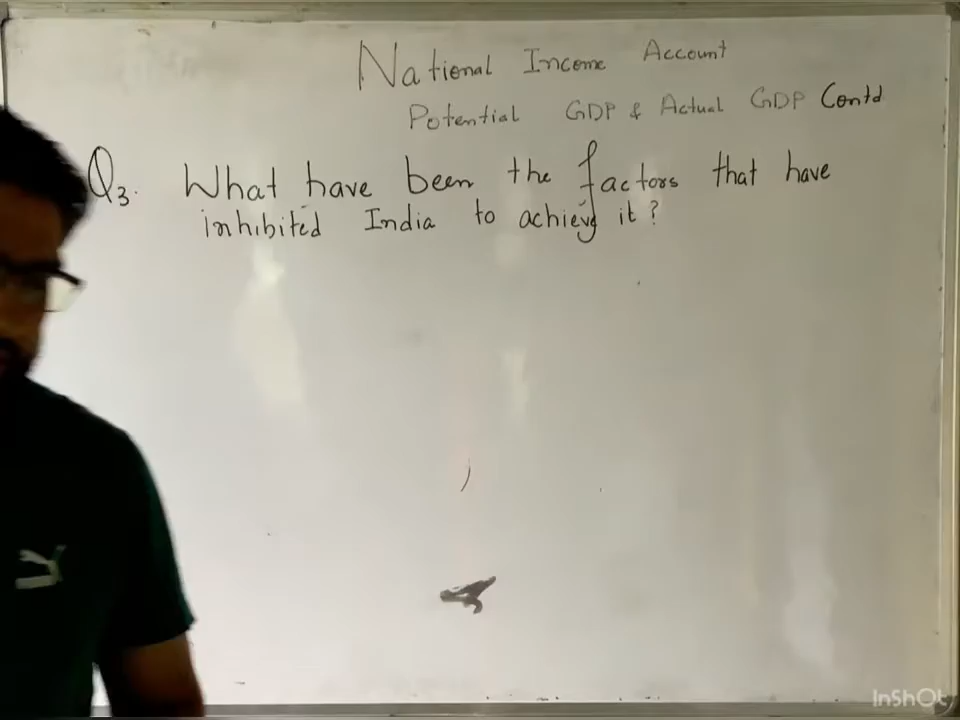 National Income Account
Potential GDP & Actual GDP Contd
Q3. What have been the factors that have
inhibited India to achieve it?
InShOt